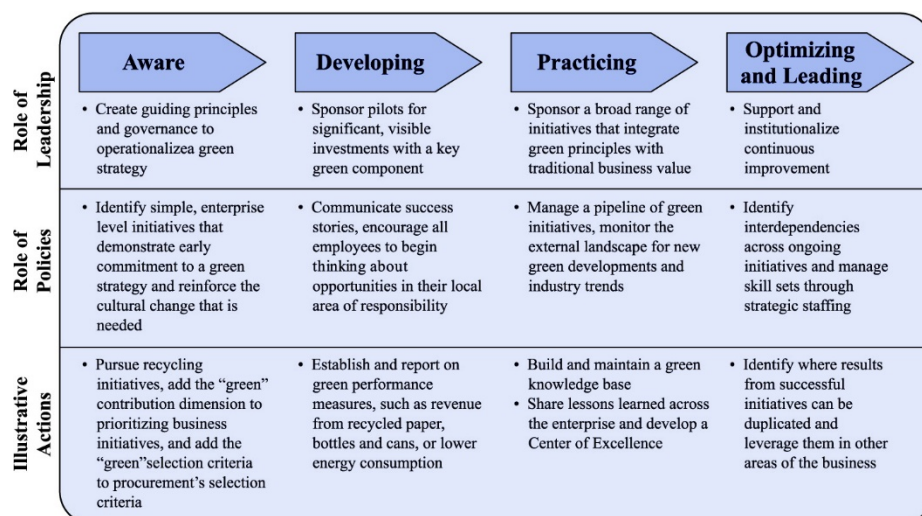 Aware
Developing
Practicing
Optimizing
and Leading
Role of
Leadership
• Create guiding principles
and governance to
operationalizea green
strategy
• Sponsor pilots for
significant, visible
investments with a key
green component
• Sponsor a broad range of
initiatives that integrate
green principles with
traditional business value
• Support and
institutionalize
continuous
improvement
Role of
Policies
• Identify simple, enterprise
level initiatives that
demonstrate early
commitment to a green
strategy and reinforce the
cultural change that is
needed
• Communicate success
stories, encourage all
employees to begin
thinking about
opportunities in their local
area of responsibility
• Manage a pipeline of green
initiatives, monitor the
external landscape for new
green developments and
industry trends
• Identify
interdependencies
across ongoing
initiatives and manage
skill sets through
strategic staffing
Illustrative
Actions
• Pursue recycling
initiatives, add the “green”
contribution dimension to
prioritizing business
initiatives, and add the
“green”selection criteria
to procurement’s selection
criteria
• Establish and report on
green performance
measures, such as revenue
from recycled paper,
bottles and cans, or lower
energy consumption
• Build and maintain a green
knowledge base
• Share lessons learned across
the enterprise and develop a
Center of Excellence
• Identify where results
from successful
initiatives can be
duplicated and
leverage them in other
areas of the business